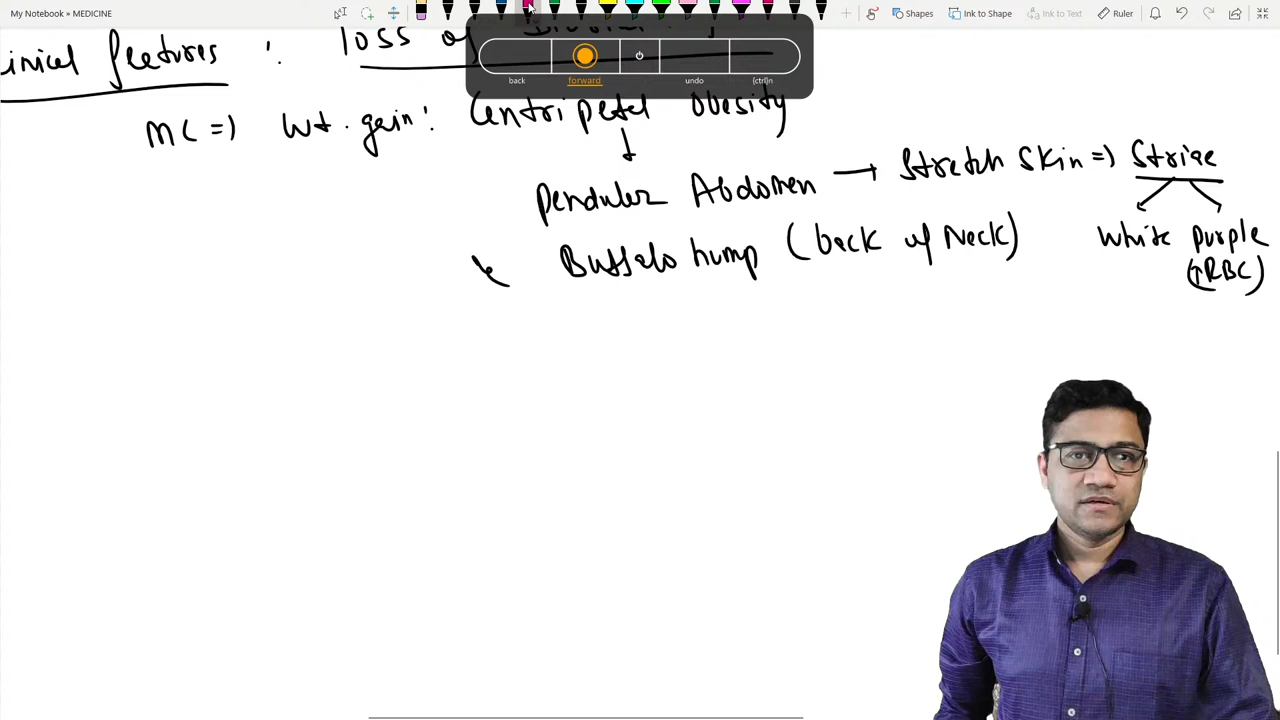 My Notebook » MEDICINE
Shapes
Ink to Shape
Ink to Text
Ruler
back
forward
undo
{ctrl}n
inical features : loss of
MC => Wt. gain: Centripetal Obesity
Penduler Abdomen → Stretch Skin => Striae
Buffalo hump (back of Neck)
White Purple
(↑RBC)